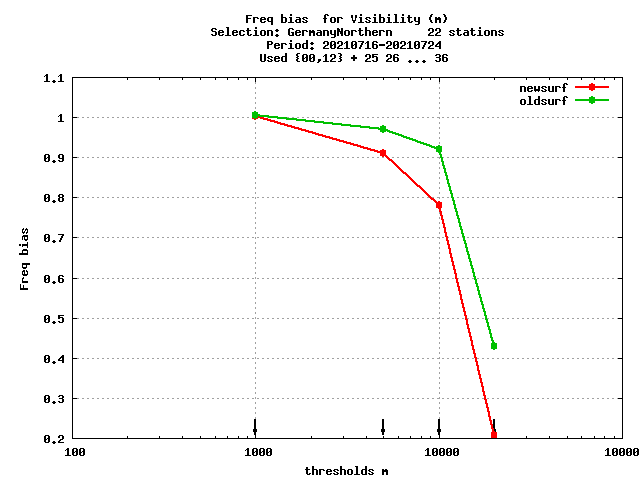 Freq bias  for Visibility (m)
Selection: GermanyNorthern     22 stations
Period: 20210716-20210724
Used {00,12} + 25 26 ... 36
newsurf
oldsurf
1.1
1
0.9
0.8
0.7
0.6
0.5
0.4
0.3
0.2
Freq bias
100
1000
10000
10000
thresholds m